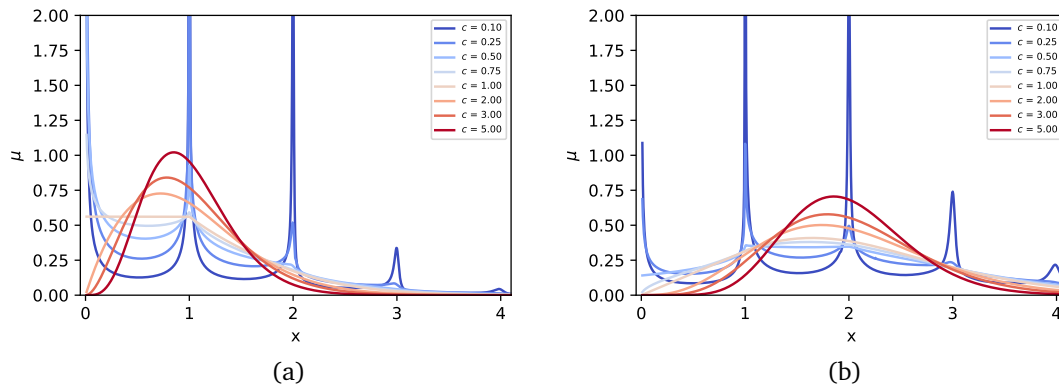 2.00
1.75
1.50
1.25
1.00
0.75
0.50
0.25
0.00
μ
0 1 2 3 4
x
c = 0.10
c = 0.25
c = 0.50
c = 0.75
c = 1.00
c = 2.00
c = 3.00
c = 5.00
(a)
2.00
1.75
1.50
1.25
1.00
0.75
0.50
0.25
0.00
μ
0 1 2 3 4
x
c = 0.10
c = 0.25
c = 0.50
c = 0.75
c = 1.00
c = 2.00
c = 3.00
c = 5.00
(b)